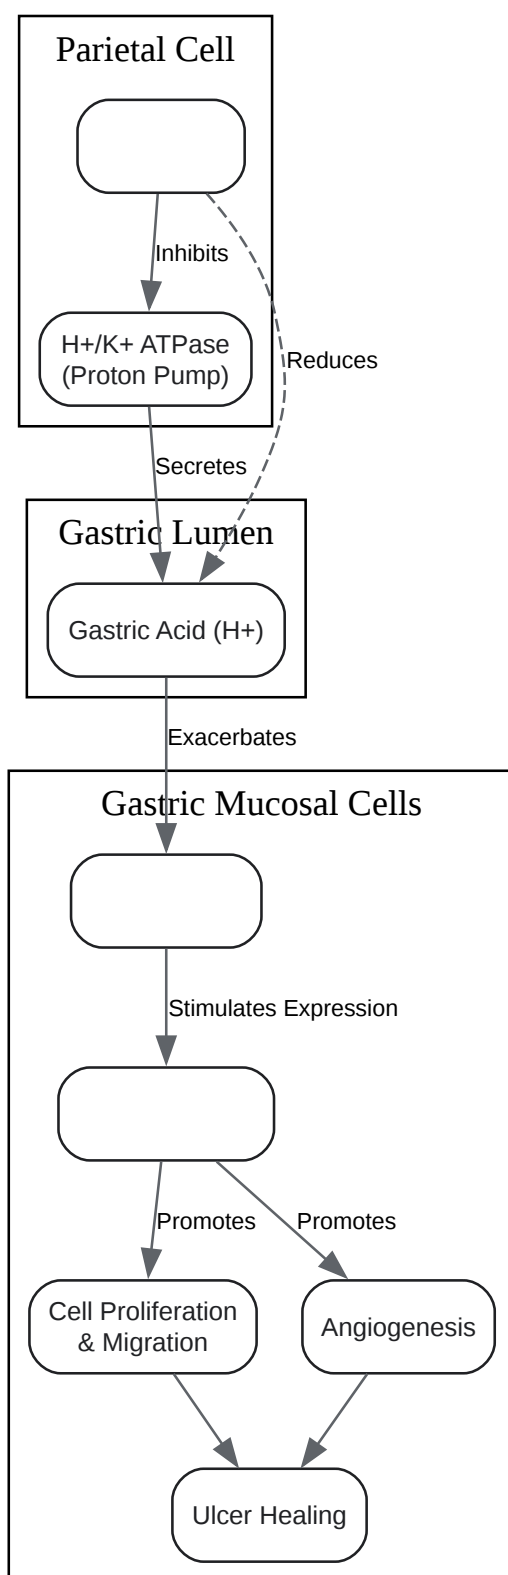 Parietal Cell
Inhibits
H+/K+ ATPase
(Proton Pump)
Reduces
Secretes
Gastric Lumen
Gastric Acid (H+)
Exacerbates
Gastric Mucosal Cells
Stimulates Expression
Promotes
Promotes
Cell Proliferation
& Migration
Angiogenesis
Ulcer Healing